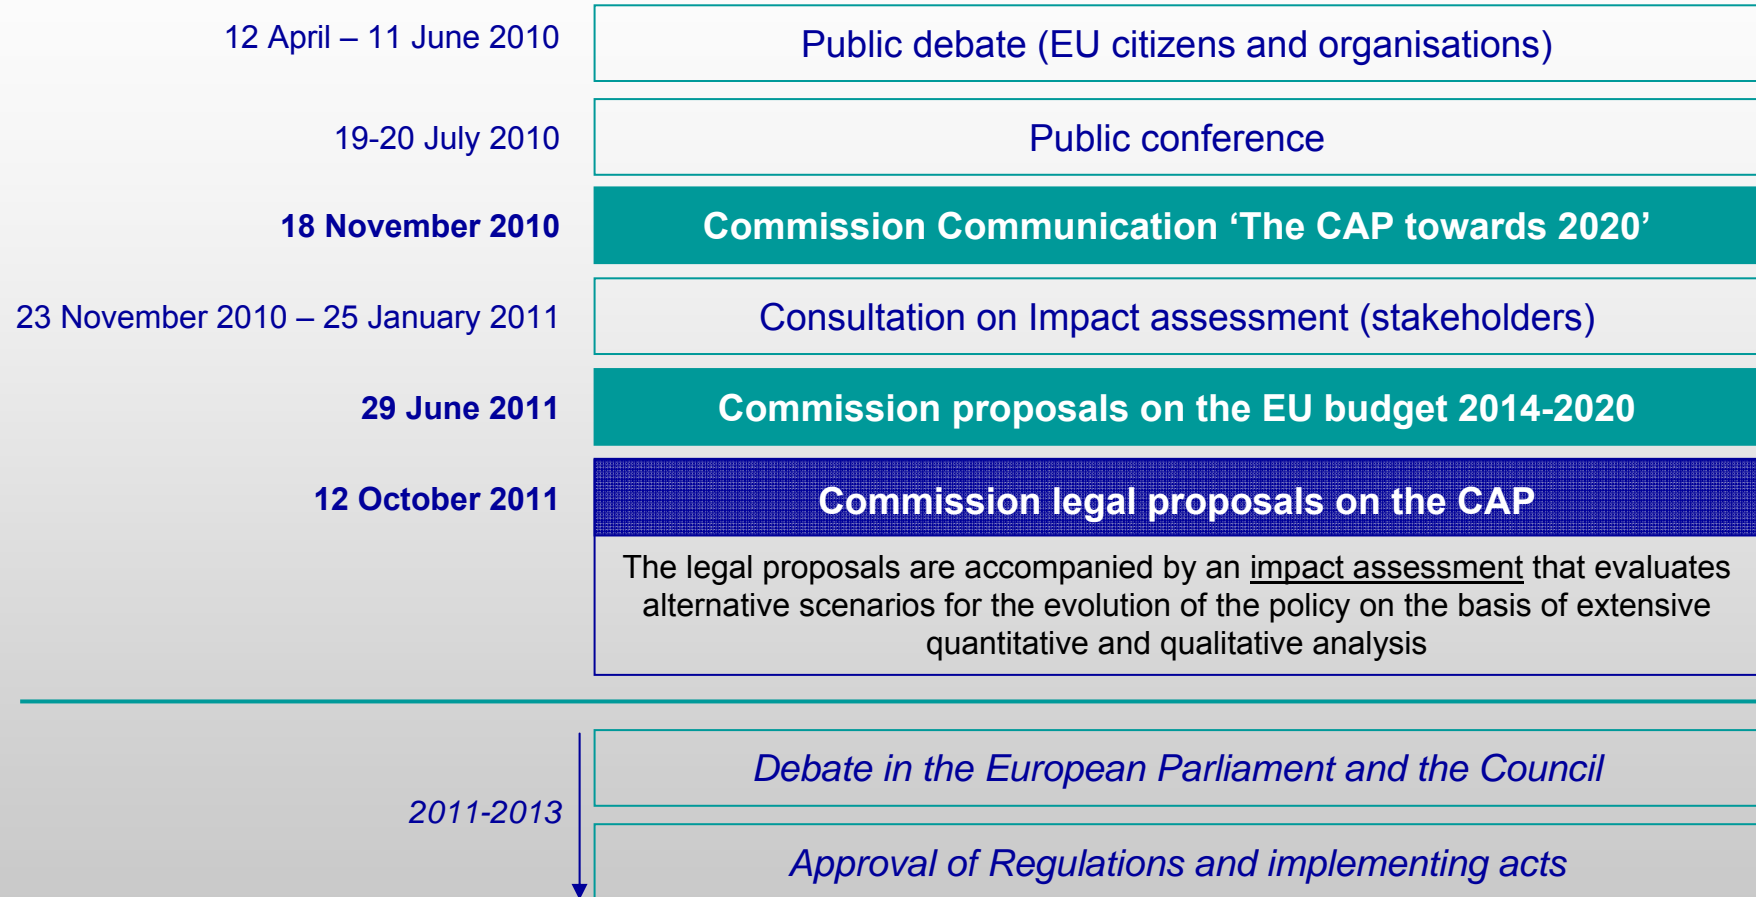 12 April – 11 June 2010
Public debate (EU citizens and organisations)
19-20 July 2010
Public conference
18 November 2010
Commission Communication ‘The CAP towards 2020’
23 November 2010 – 25 January 2011
Consultation on Impact assessment (stakeholders)
29 June 2011
Commission proposals on the EU budget 2014-2020
12 October 2011
Commission legal proposals on the CAP
The legal proposals are accompanied by an impact assessment that evaluates
alternative scenarios for the evolution of the policy on the basis of extensive
quantitative and qualitative analysis
2011-2013
Debate in the European Parliament and the Council
Approval of Regulations and implementing acts